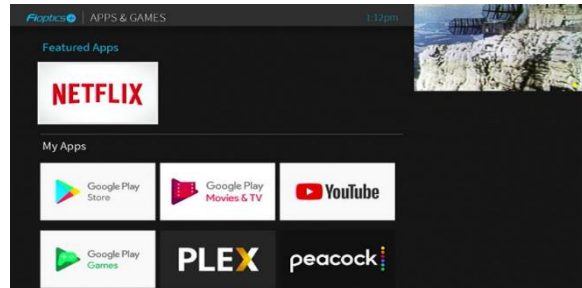 Fioptics+ | APPS & GAMES 1:12pm
Featured Apps
NETFLIX
My Apps
Google Play
Store
Google Play
Movies & TV
YouTube
Google Play
Games
PLEX
peacock